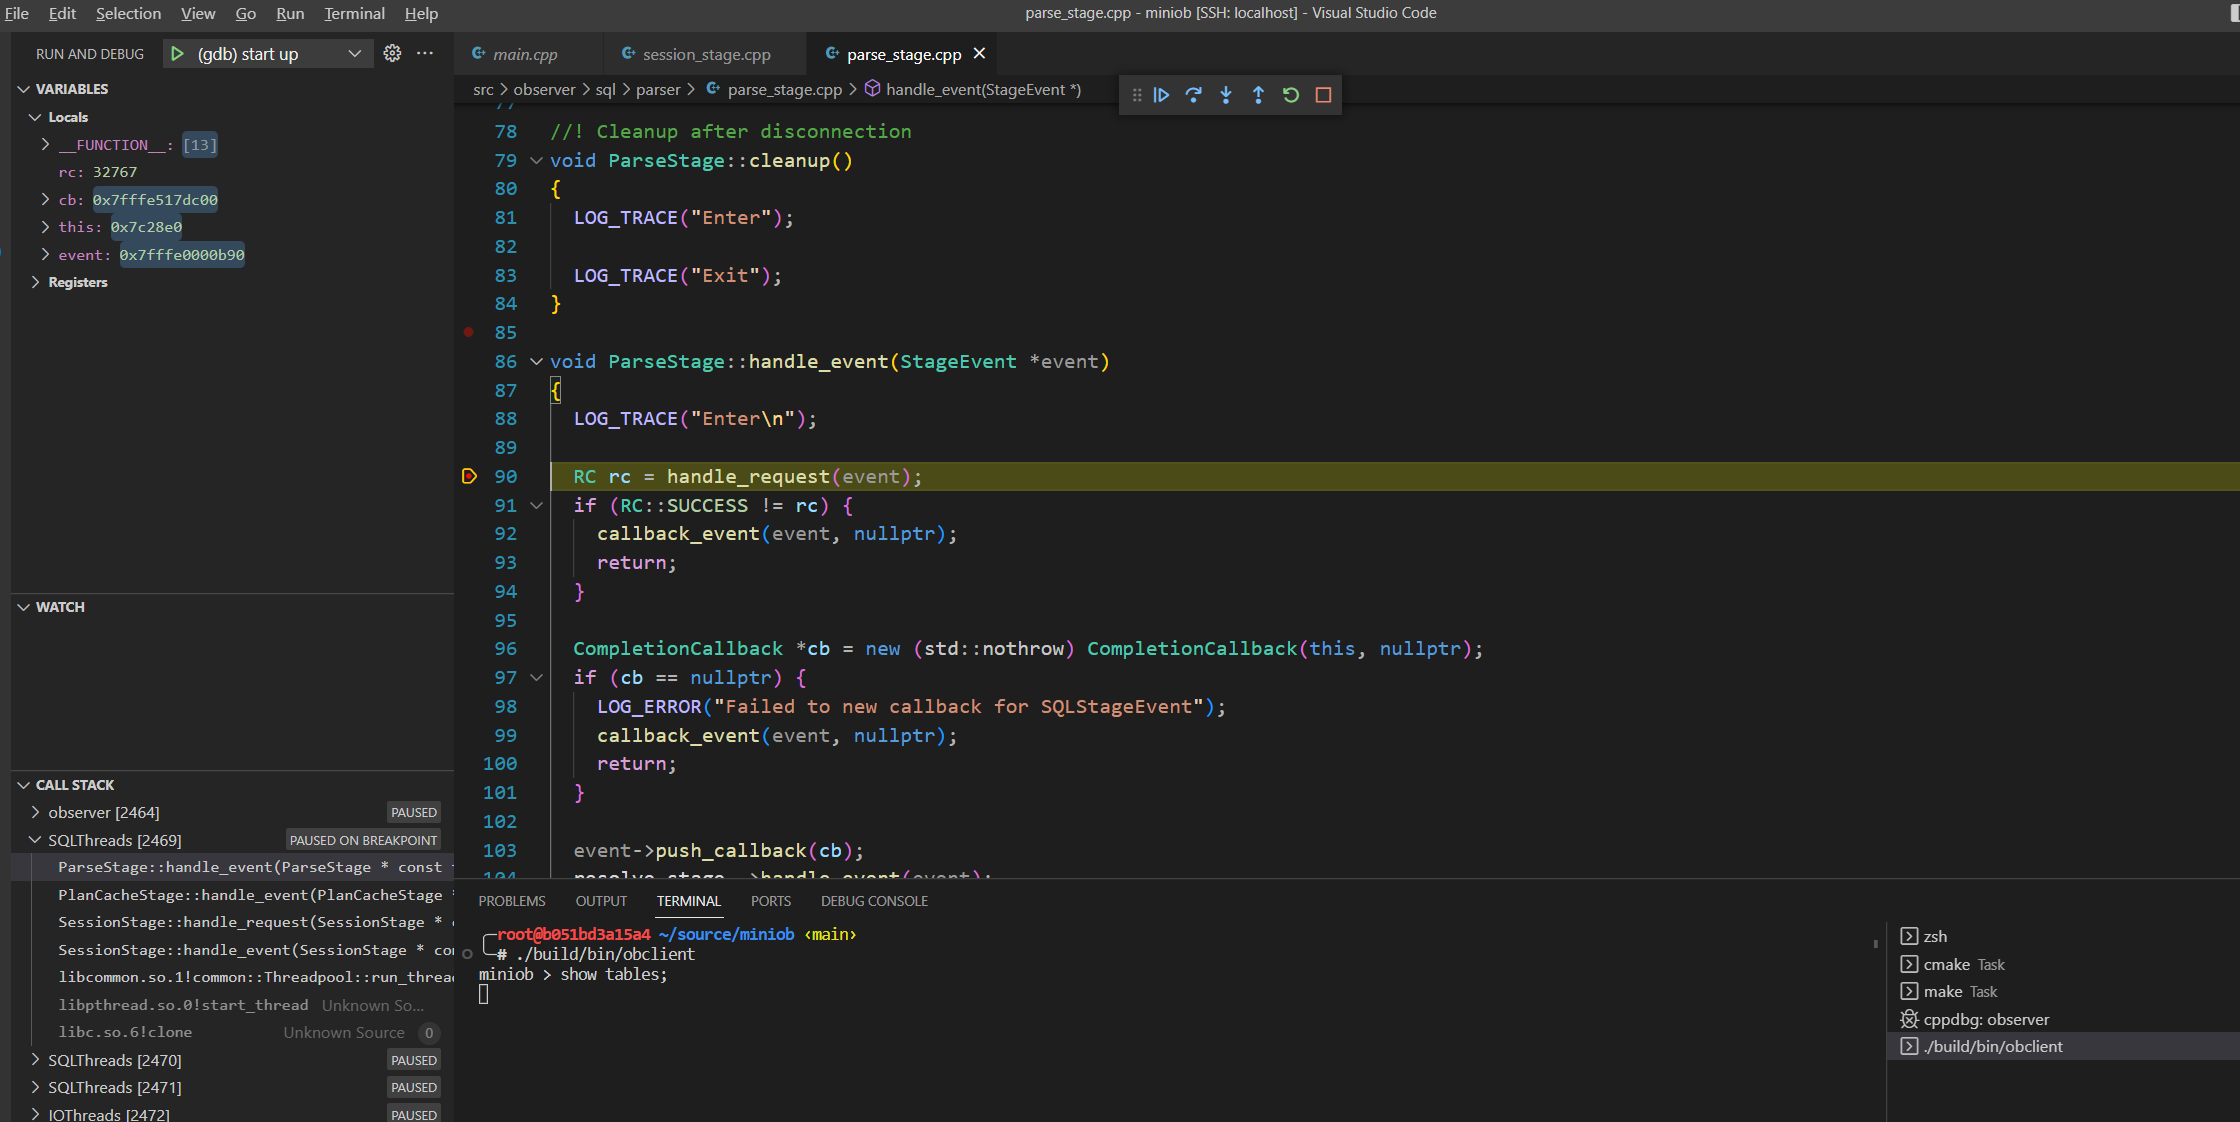 File Edit Selection View Go Run Terminal Help
parse_stage.cpp - miniob [SSH: localhost] - Visual Studio Code
RUN AND DEBUG (gdb) start up ···
VARIABLES
Locals
__FUNCTION__: [13]
rc: 32767
cb: 0x7fffe517dc00
this: 0x7c28e0
event: 0x7fffe0000b90
Registers
WATCH
CALL STACK
observer [2464] PAUSED
SQLThreads [2469] PAUSED ON BREAKPOINT
ParseStage::handle_event(ParseStage * const
PlanCacheStage::handle_event(PlanCacheStage
SessionStage::handle_request(SessionStage *
SessionStage::handle_event(SessionStage * co
libcommon.so.1!common::Threadpool::run_threa
libpthread.so.0!start_thread Unknown So...
libc.so.6!clone Unknown Source 0
SQLThreads [2470] PAUSED
SQLThreads [2471] PAUSED
IOThreads [2472] PAUSED
main.cpp session_stage.cpp parse_stage.cpp
src > observer > sql > parser > parse_stage.cpp > handle_event(StageEvent *)
77
78 //! Cleanup after disconnection
79 void ParseStage::cleanup()
80 {
81 LOG_TRACE("Enter");
82
83 LOG_TRACE("Exit");
84 }
85
86 void ParseStage::handle_event(StageEvent *event)
87 {
88 LOG_TRACE("Enter\n");
89
90 RC rc = handle_request(event);
91 if (RC::SUCCESS != rc) {
92 callback_event(event, nullptr);
93 return;
94 }
95
96 CompletionCallback *cb = new (std::nothrow) CompletionCallback(this, nullptr);
97 if (cb == nullptr) {
98 LOG_ERROR("Failed to new callback for SQLStageEvent");
99 callback_event(event, nullptr);
100 return;
101 }
102
103 event->push_callback(cb);
104 resolve_stage_->handle_event(event);
PROBLEMS OUTPUT TERMINAL PORTS DEBUG CONSOLE
root@b051bd3a15a4 ~/source/miniob ‹main›
# ./build/bin/obclient
miniob > show tables;
zsh
cmake Task
make Task
cppdbg: observer
./build/bin/obclient